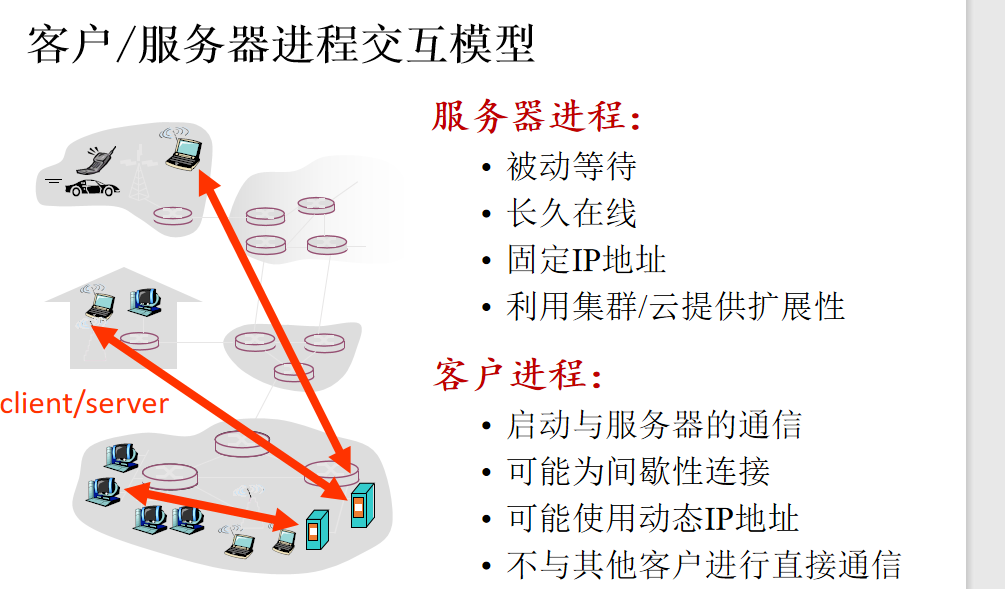 客户/服务器进程交互模型
服务器进程：
• 被动等待
• 长久在线
• 固定IP地址
• 利用集群/云提供扩展性
客户进程：
• 启动与服务器的通信
• 可能为间歇性连接
• 可能使用动态IP地址
• 不与其他客户进行直接通信
client/server